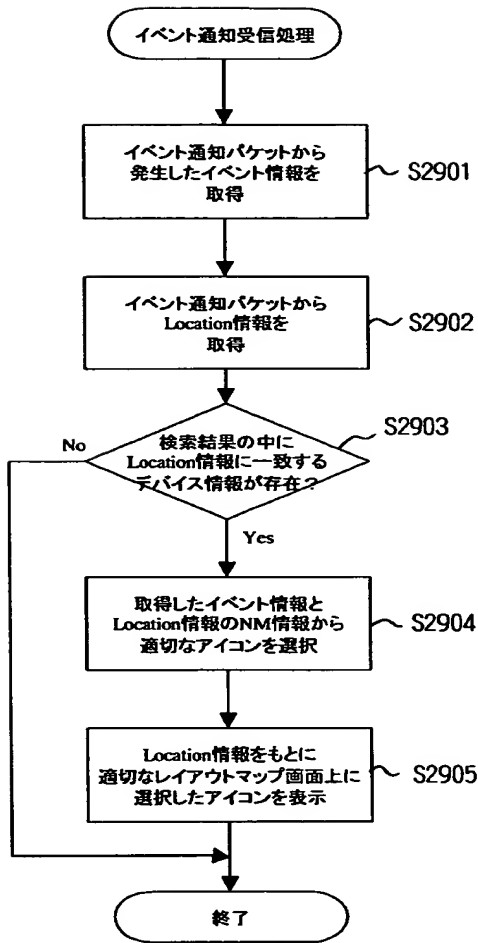 イベント通知受信処理
イベント通知パケットから
発生したイベント情報を
取得
S2901
イベント通知パケットから
Location情報を
取得
S2902
S2903
No
検索結果の中に
Location情報に一致する
デバイス情報が存在？
Yes
取得したイベント情報と
Location情報のNM情報から
適切なアイコンを選択
S2904
Location情報をもとに
適切なレイアウトマップ画面上に
選択したアイコンを表示
S2905
終了